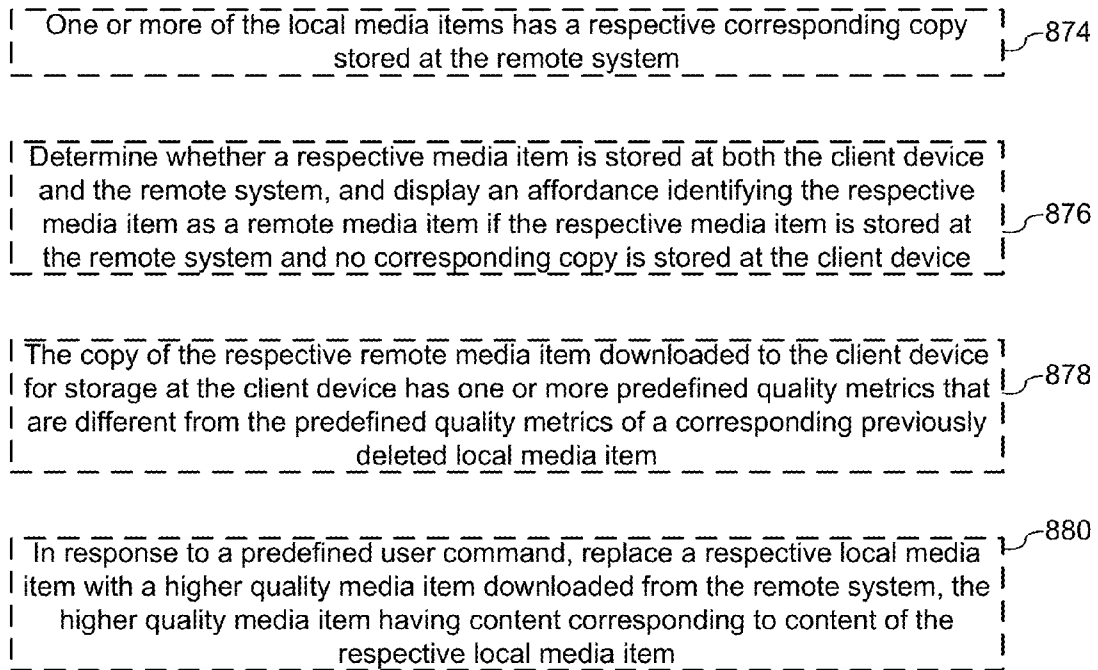 One or more of the local media items has a respective corresponding copy
stored at the remote system
874
Determine whether a respective media item is stored at both the client device
and the remote system, and display an affordance identifying the respective
media item as a remote media item if the respective media item is stored at
the remote system and no corresponding copy is stored at the client device
876
The copy of the respective remote media item downloaded to the client device
for storage at the client device has one or more predefined quality metrics that
are different from the predefined quality metrics of a corresponding previously
deleted local media item
878
In response to a predefined user command, replace a respective local media
item with a higher quality media item downloaded from the remote system, the
higher quality media item having content corresponding to content of the
respective local media item
880